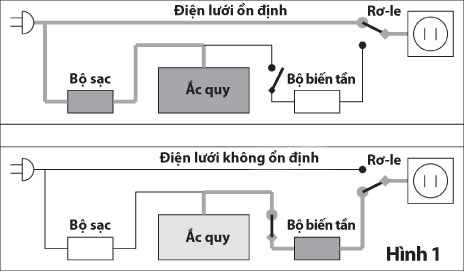 Điện lưới ổn định
Rơ-le
Bộ sạc
Ắc quy
Bộ biến tần
Điện lưới không ổn định
Rơ-le
Bộ sạc
Ắc quy
Bộ biến tần
Hình 1